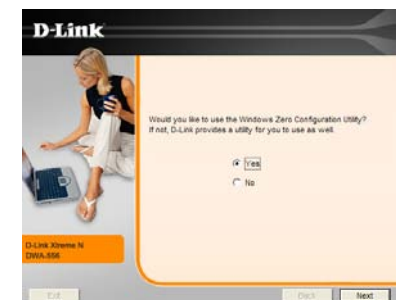 D-Link
Would you like to use the Windows Zero Configuration Utility?
If not, D-Link provides a utility for you to use as well.
Yes
No
D-Link Xtreme N
DWA-556
Exit
Back
Next